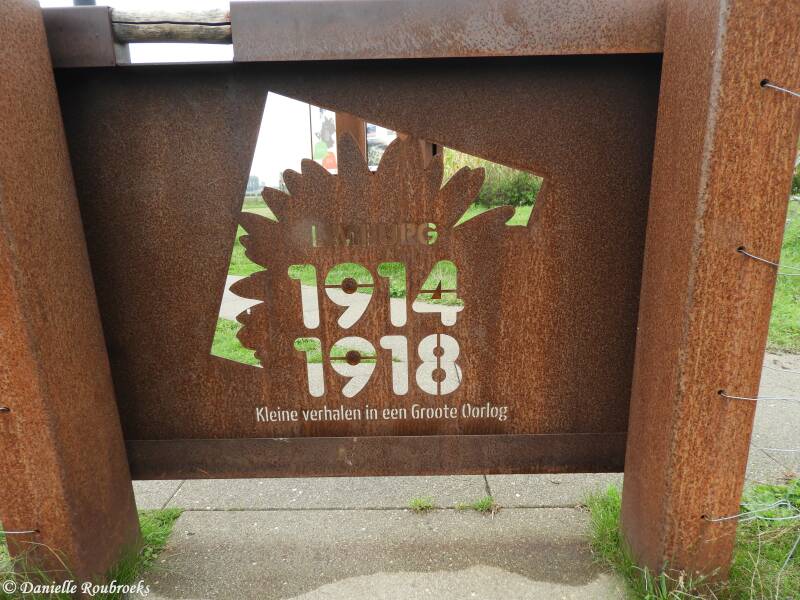 LIMBURG
1914
1918
Kleine verhalen in een Groote Oorlog
© Danielle Roubroeks